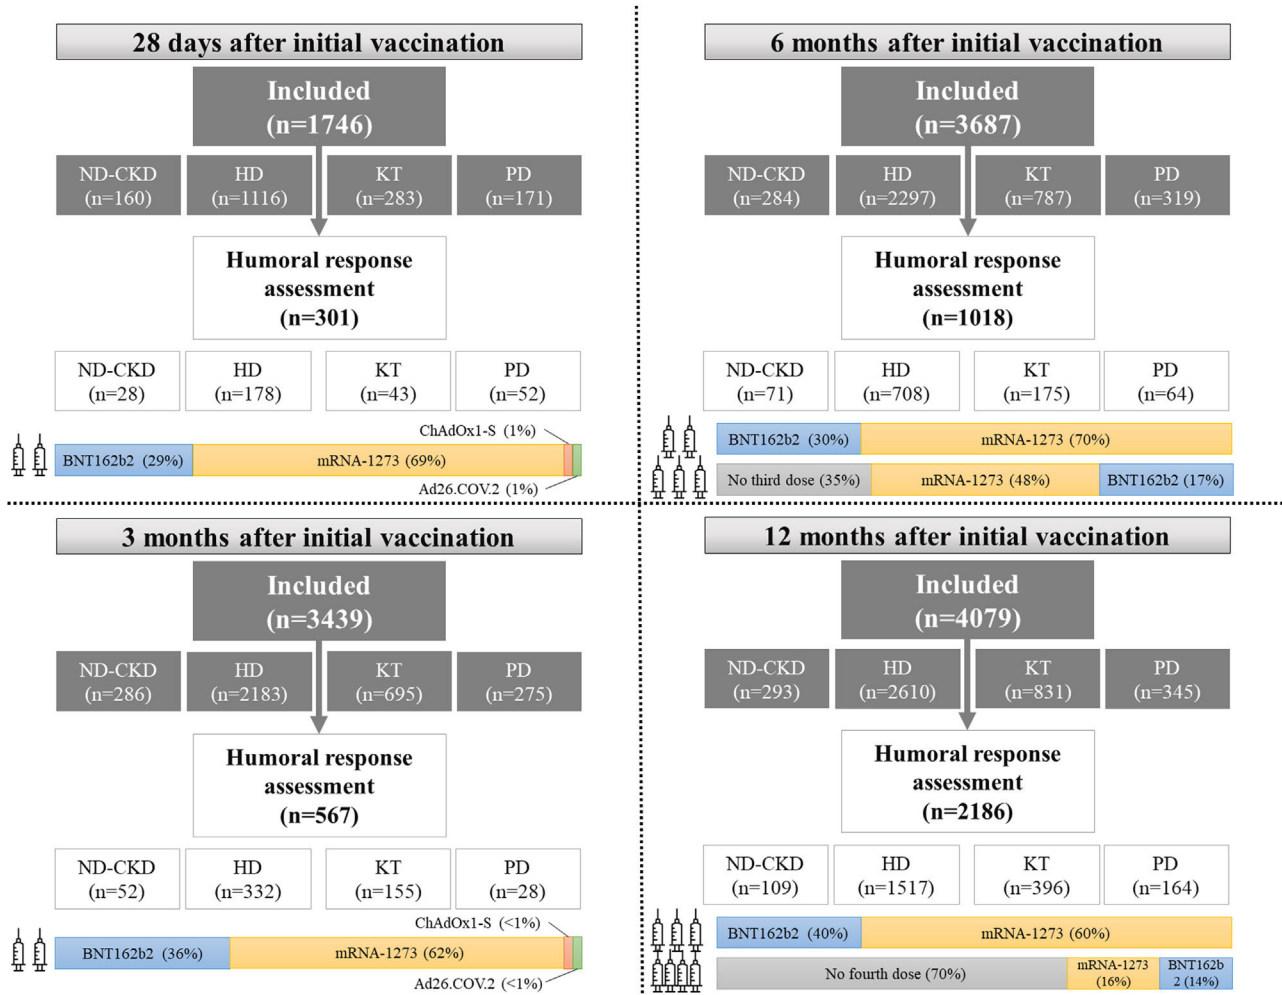 28 days after initial vaccination
Included
(n=1746)
ND-CKD
(n=160)
HD
(n=1116)
KT
(n=283)
PD
(n=171)
Humoral response
assessment
(n=301)
ND-CKD
(n=28)
HD
(n=178)
KT
(n=43)
PD
(n=52)
ChAdOx1-S (1%)
BNT162b2 (29%)
mRNA-1273 (69%)
Ad26.COV.2 (1%)
6 months after initial vaccination
Included
(n=3687)
ND-CKD
(n=284)
HD
(n=2297)
KT
(n=787)
PD
(n=319)
Humoral response
assessment
(n=1018)
ND-CKD
(n=71)
HD
(n=708)
KT
(n=175)
PD
(n=64)
BNT162b2 (30%)
mRNA-1273 (70%)
No third dose (35%)
mRNA-1273 (48%)
BNT162b2 (17%)
3 months after initial vaccination
Included
(n=3439)
ND-CKD
(n=286)
HD
(n=2183)
KT
(n=695)
PD
(n=275)
Humoral response
assessment
(n=567)
ND-CKD
(n=52)
HD
(n=332)
KT
(n=155)
PD
(n=28)
ChAdOx1-S (<1%)
BNT162b2 (36%)
mRNA-1273 (62%)
Ad26.COV.2 (<1%)
12 months after initial vaccination
Included
(n=4079)
ND-CKD
(n=293)
HD
(n=2610)
KT
(n=831)
PD
(n=345)
Humoral response
assessment
(n=2186)
ND-CKD
(n=109)
HD
(n=1517)
KT
(n=396)
PD
(n=164)
BNT162b2 (40%)
mRNA-1273 (60%)
No fourth dose (70%)
mRNA-1273
(16%)
BNT162b
2 (14%)